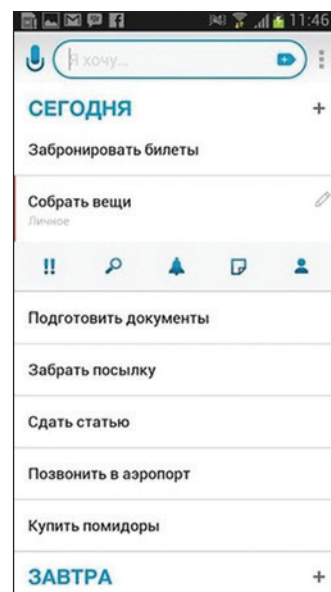 11:46
Я хочу...
СЕГОДНЯ +
Забронировать билеты
Собрать вещи
Личное
!!
Подготовить документы
Забрать посылку
Сдать статью
Позвонить в аэропорт
Купить помидоры
ЗАВТРА +